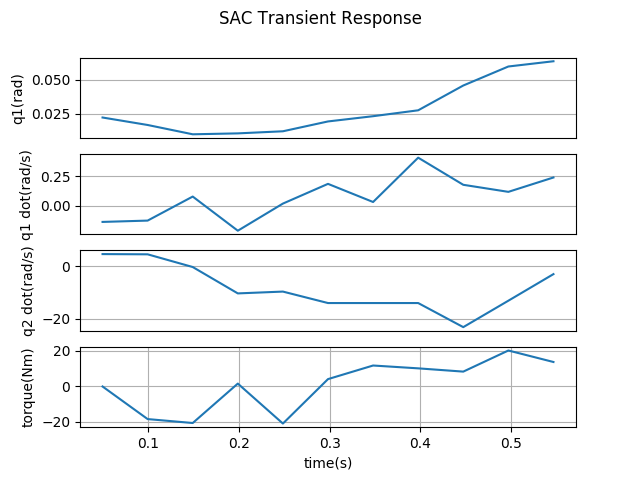 SAC Transient Response
q1(rad)
0.050
0.025
q1 dot(rad/s)
0.25
0.00
q2 dot(rad/s)
0
−20
torque(Nm)
20
0
−20
0.1 0.2 0.3 0.4 0.5
time(s)